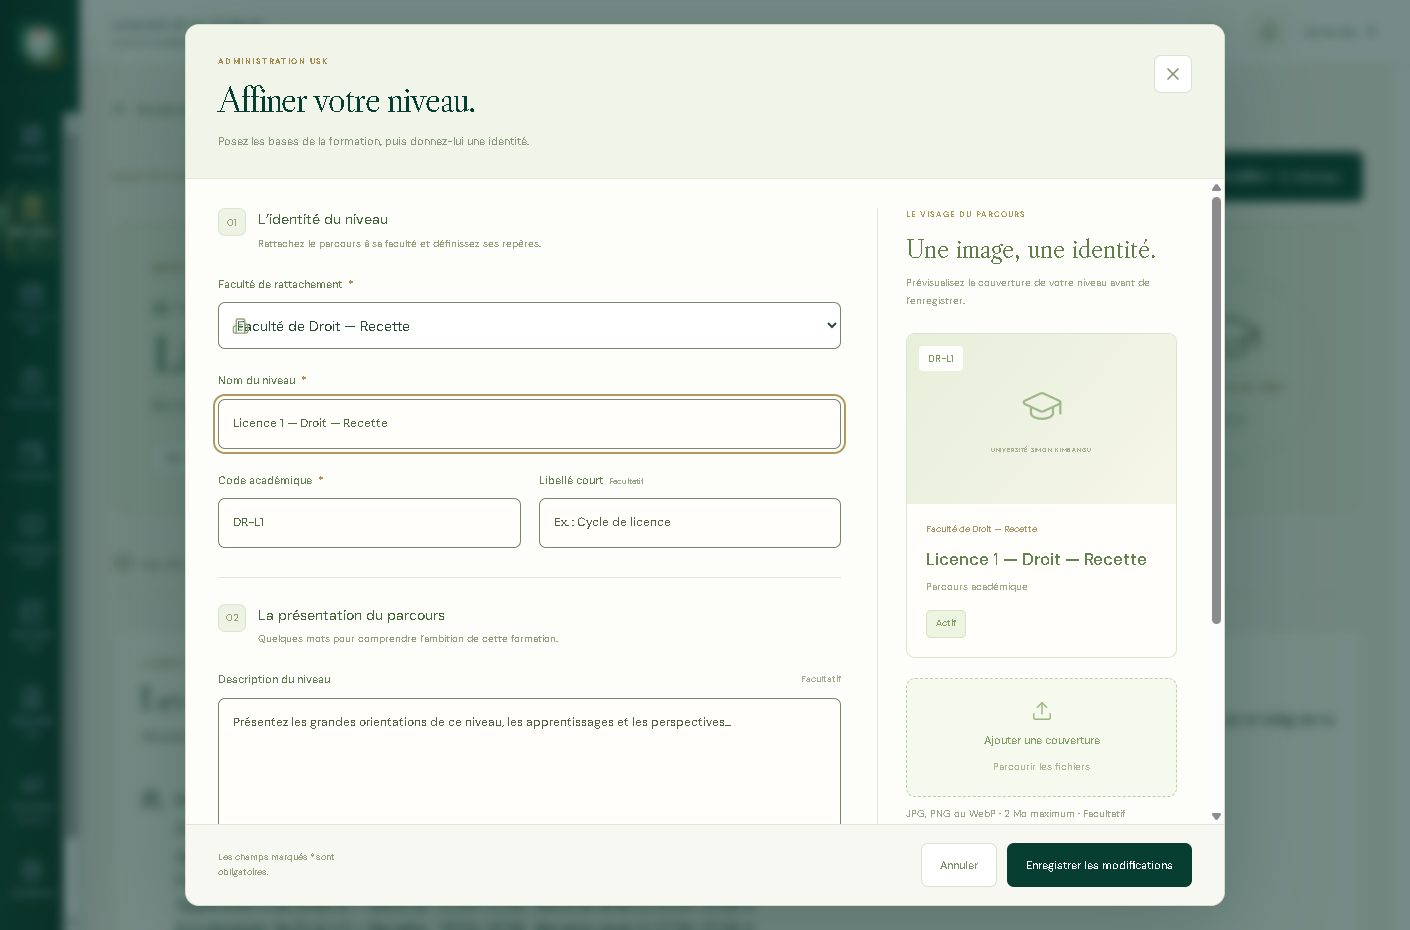 ADMINISTRATION USK
Affiner votre niveau.
Posez les bases de la formation, puis donnez-lui une identité.
01
L'identité du niveau
Rattachez le parcours à sa faculté et définissez ses repères.
Faculté de rattachement *
Faculté de Droit — Recette
Nom du niveau *
Licence 1 — Droit — Recette
Code académique *
Libellé court Facultatif
DR-L1
Ex. : Cycle de licence
02
La présentation du parcours
Quelques mots pour comprendre l'ambition de cette formation.
Description du niveau
Facultatif
Présentez les grandes orientations de ce niveau, les apprentissages et les perspectives…
LE VISAGE DU PARCOURS
Une image, une identité.
Prévisualisez la couverture de votre niveau avant de
l'enregistrer.
DR-L1
UNIVERSITÉ SIMON KIMBANGU
Faculté de Droit — Recette
Licence 1 — Droit — Recette
Parcours académique
Actif
Ajouter une couverture
Parcourir les fichiers
JPG, PNG ou WebP · 2 Mo maximum · Facultatif
Les champs marqués * sont
obligatoires.
Annuler
Enregistrer les modifications